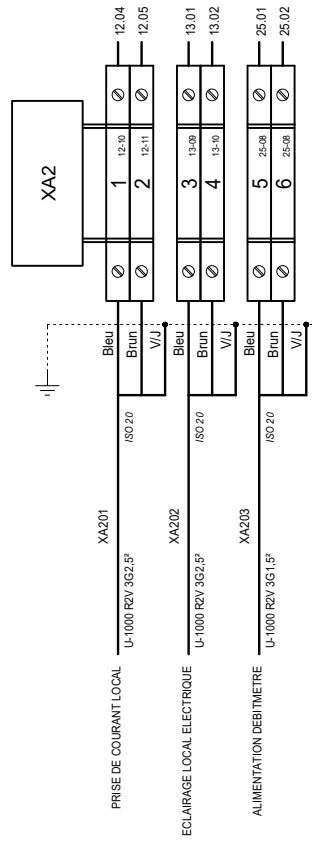 XA2
12.04
12.05
13.01
13.02
25.01
25.02
1 12-10
2 12-11
3 13-09
4 13-10
5 25-08
6 25-08
Bleu
Brun
V/J
Bleu
Brun
V/J
Bleu
Brun
V/J
ISO 20
ISO 20
ISO 20
XA201
U-1000 R2V 3G2,5²
XA202
U-1000 R2V 3G2,5²
XA203
U-1000 R2V 3G1,5²
PRISE DE COURANT LOCAL
ECLAIRAGE LOCAL ELECTRIQUE
ALIMENTATION DEBITMETRE